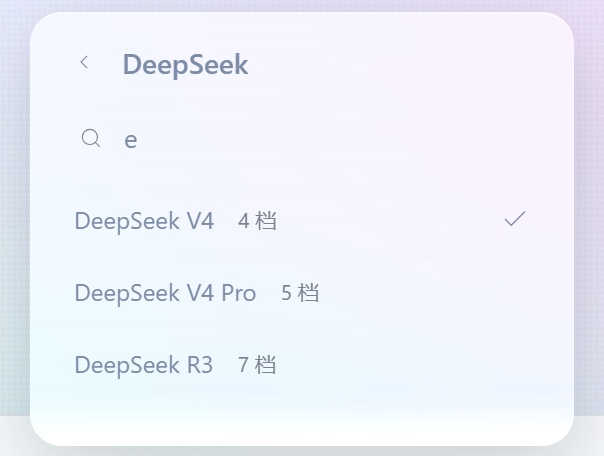 DeepSeek
e
DeepSeek V4 4 档
DeepSeek V4 Pro 5 档
DeepSeek R3 7 档